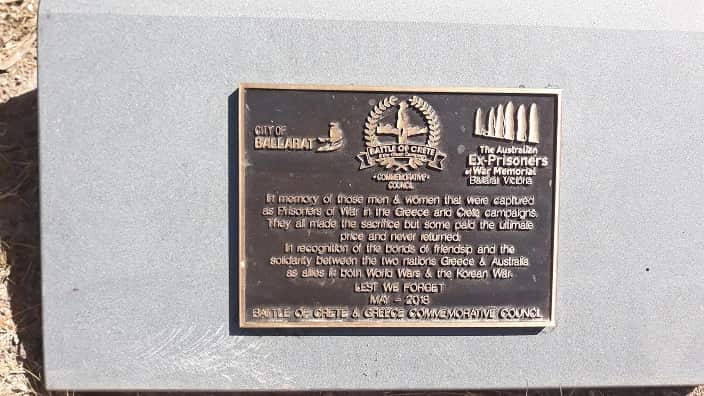 CITY OF
BALLARAT
BATTLE OF CRETE
COMMEMORATIVE
COUNCIL
The Australian
Ex-Prisoners
of War Memorial
Ballarat Victoria
In memory of those men & women that were captured
as Prisoners of War in the Greece and Crete campaigns.
They all made the sacrifice but some paid the ultimate
price and never returned.
In recognition of the bonds of friendsip and the
solidarity between the two nations Greece & Australia
as allies in both World Wars & the Korean War.
LEST WE FORGET
MAY - 2018
BATTLE OF CRETE & GREECE COMMEMORATIVE COUNCIL